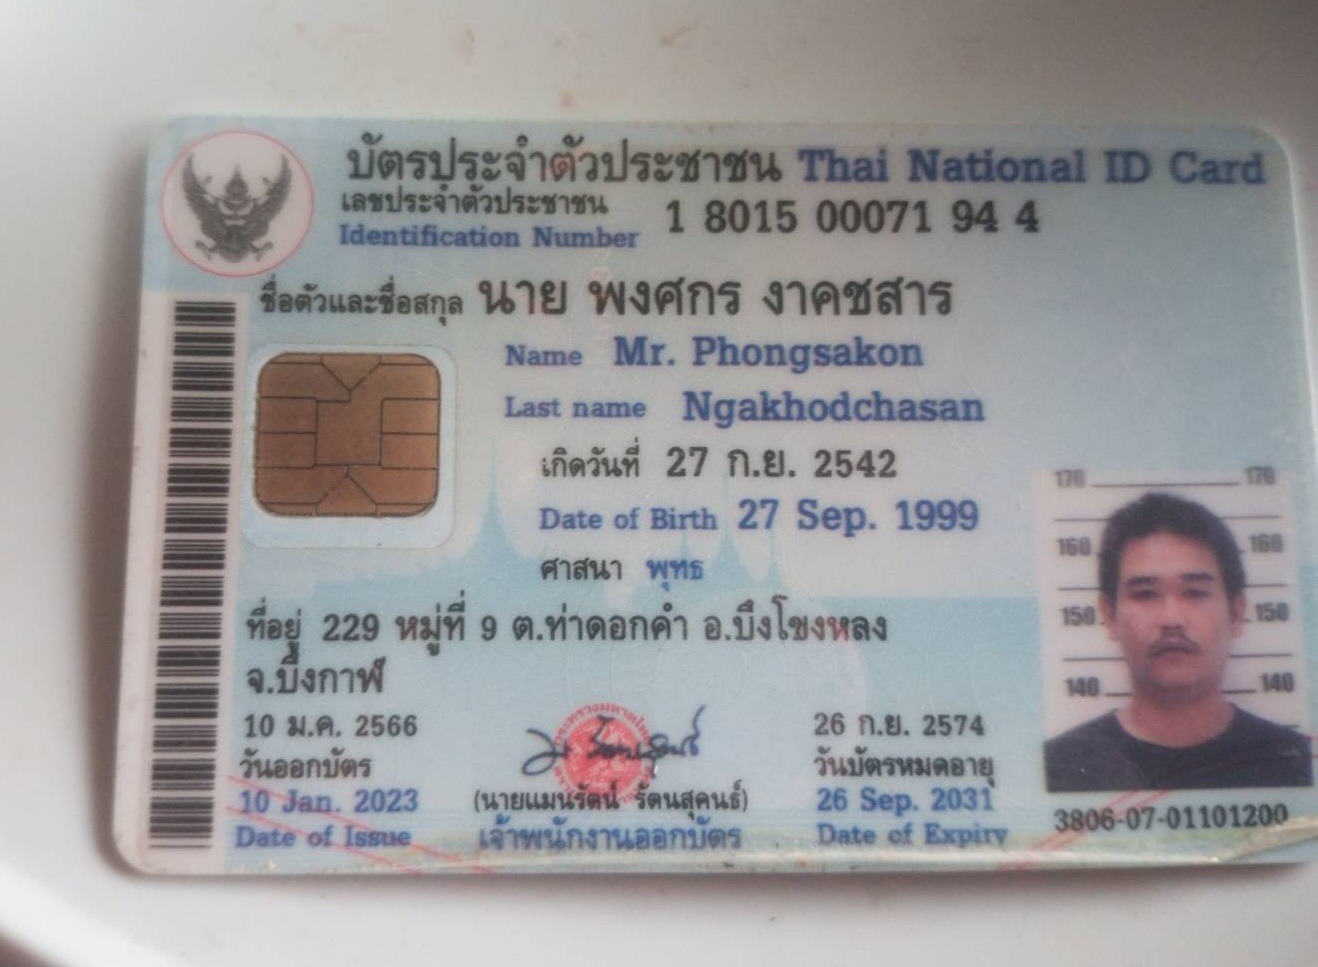 บัตรประจำตัวประชาชน Thai National ID Card
เลขประจำตัวประชาชน
Identification Number 1 8015 00071 94 4
ชื่อตัวและชื่อสกุล นาย พงศกร งาคชสาร
Name Mr. Phongsakon
Last name Ngakhodchasan
เกิดวันที่ 27 ก.ย. 2542
Date of Birth 27 Sep. 1999
ศาสนา พุทธ
ที่อยู่ 229 หมู่ที่ 9 ต.ท่าดอกคำ อ.บึงโขงหลง
จ.บึงกาฬ
10 ม.ค. 2566
วันออกบัตร
10 Jan. 2023
Date of Issue
(นายแมนรัตน์ รัตนสุคนธ์)
เจ้าพนักงานออกบัตร
26 ก.ย. 2574
วันบัตรหมดอายุ
26 Sep. 2031
Date of Expiry
170 170
160 160
150 150
140 140
3806-07-01101200